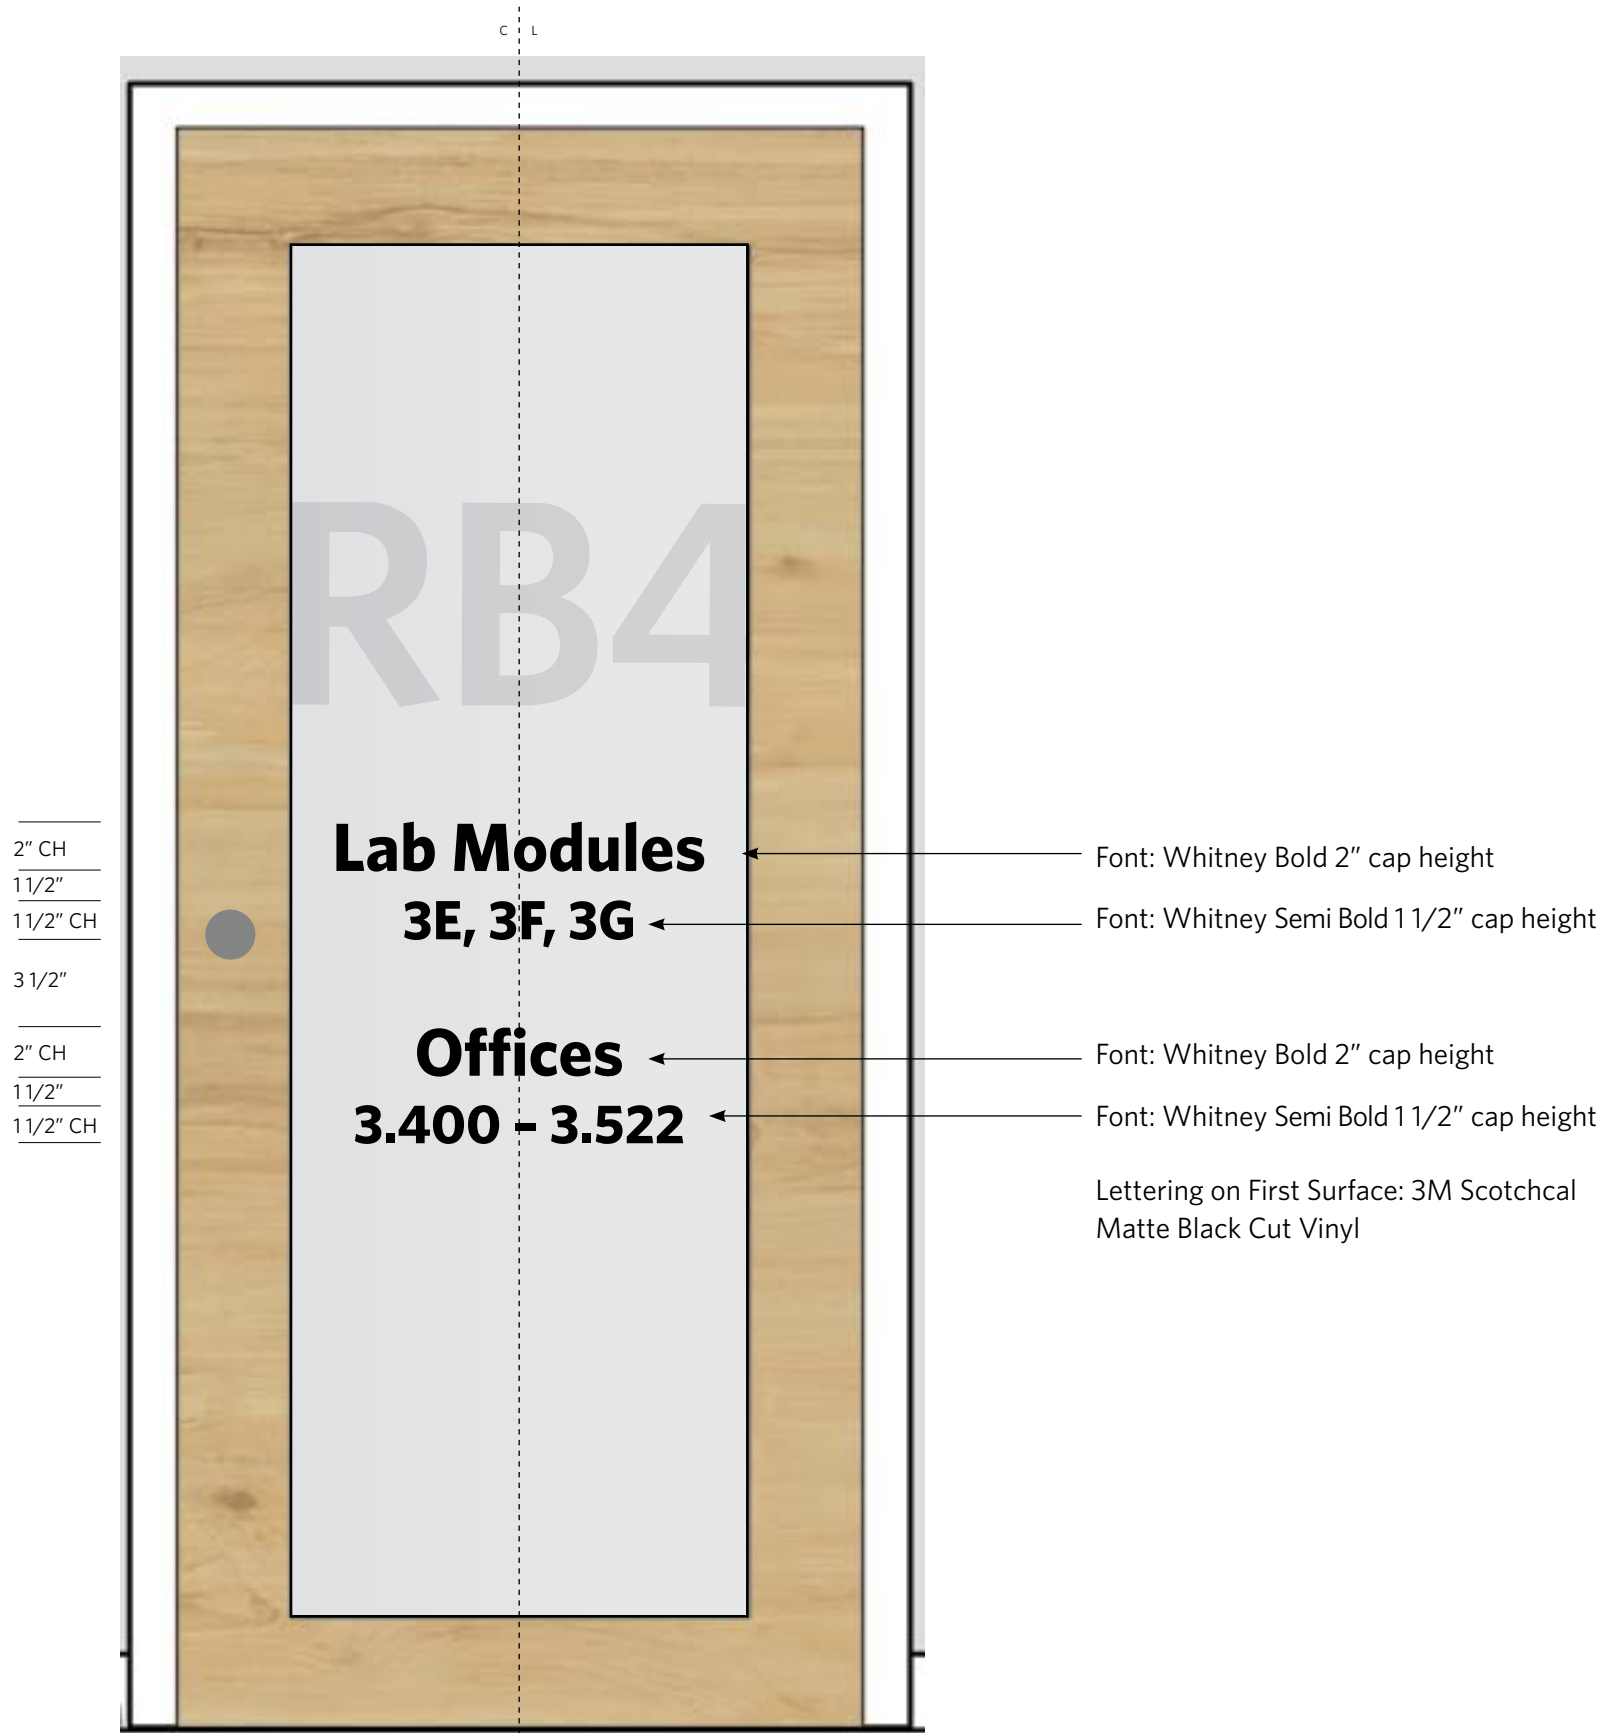 C L
RB4
2” CH
1 1/2”
1 1/2” CH
3 1/2”
2” CH
1 1/2”
1 1/2” CH
Lab Modules
3E, 3F, 3G
Offices
3.400 – 3.522
Font: Whitney Bold 2” cap height
Font: Whitney Semi Bold 1 1/2” cap height
Font: Whitney Bold 2” cap height
Font: Whitney Semi Bold 1 1/2” cap height
Lettering on First Surface: 3M Scotchcal
Matte Black Cut Vinyl